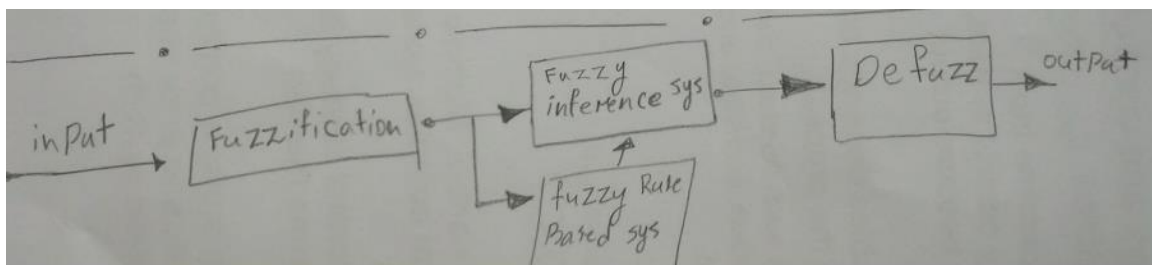 input
Fuzzification
Fuzzy
inference sys
fuzzy Rule
Based sys
Defuzz
output